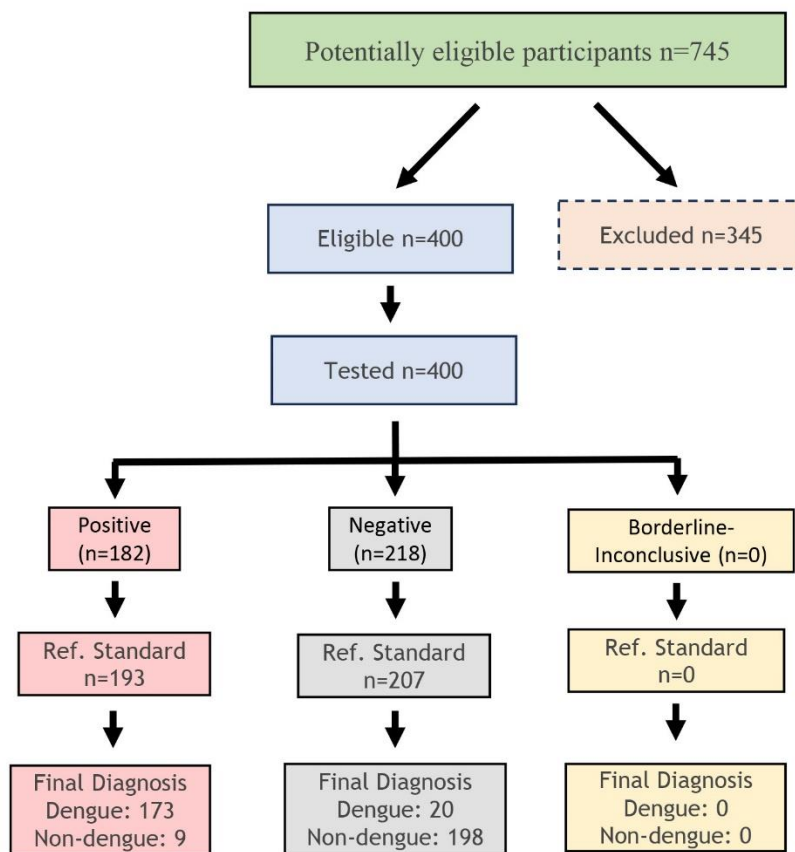 Potentially eligible participants n=745
Eligible n=400
Excluded n=345
Tested n=400
Positive
(n=182)
Negative
(n=218)
Borderline-
Inconclusive (n=0)
Ref. Standard
n=193
Ref. Standard
n=207
Ref. Standard
n=0
Final Diagnosis
Dengue: 173
Non-dengue: 9
Final Diagnosis
Dengue: 20
Non-dengue: 198
Final Diagnosis
Dengue: 0
Non-dengue: 0